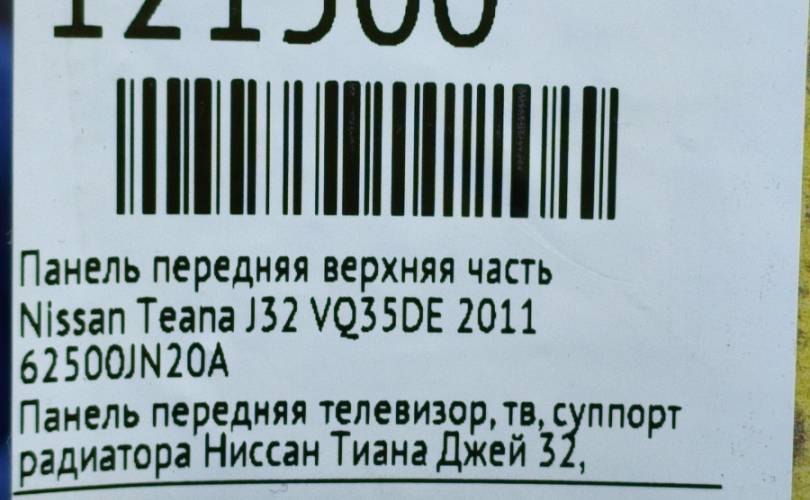 121500
Панель передняя верхняя часть
Nissan Teana J32 VQ35DE 2011
62500JN20A
Панель передняя телевизор, тв, суппорт
радиатора Ниссан Тиана Джей 32,